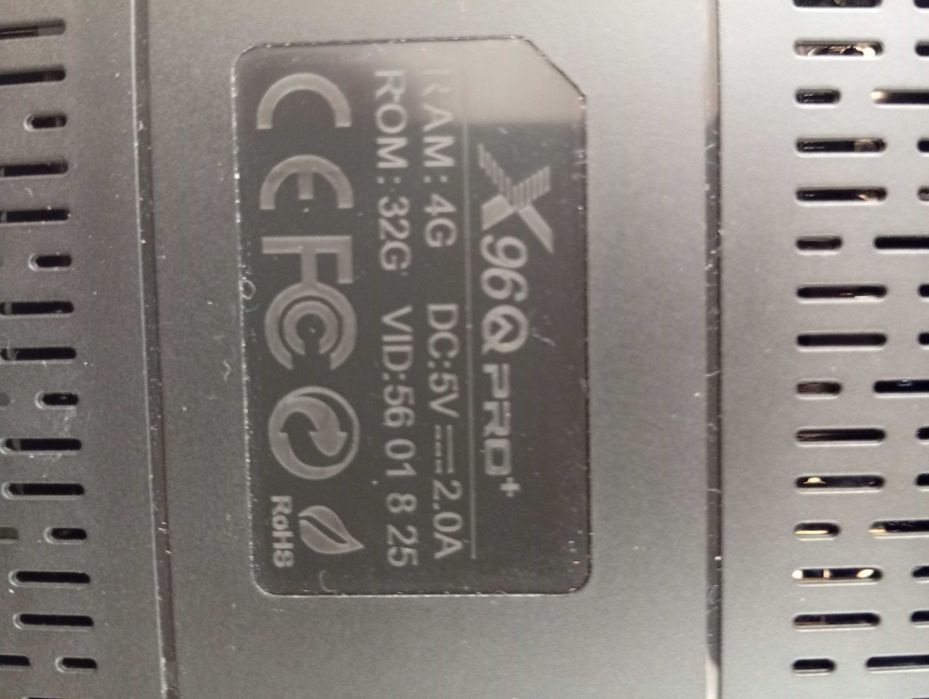 X96Q PRO+
RAM: 4G DC:5V⎓2.0A
ROM:32G VID:56 01 8 25
CE FC RoHS